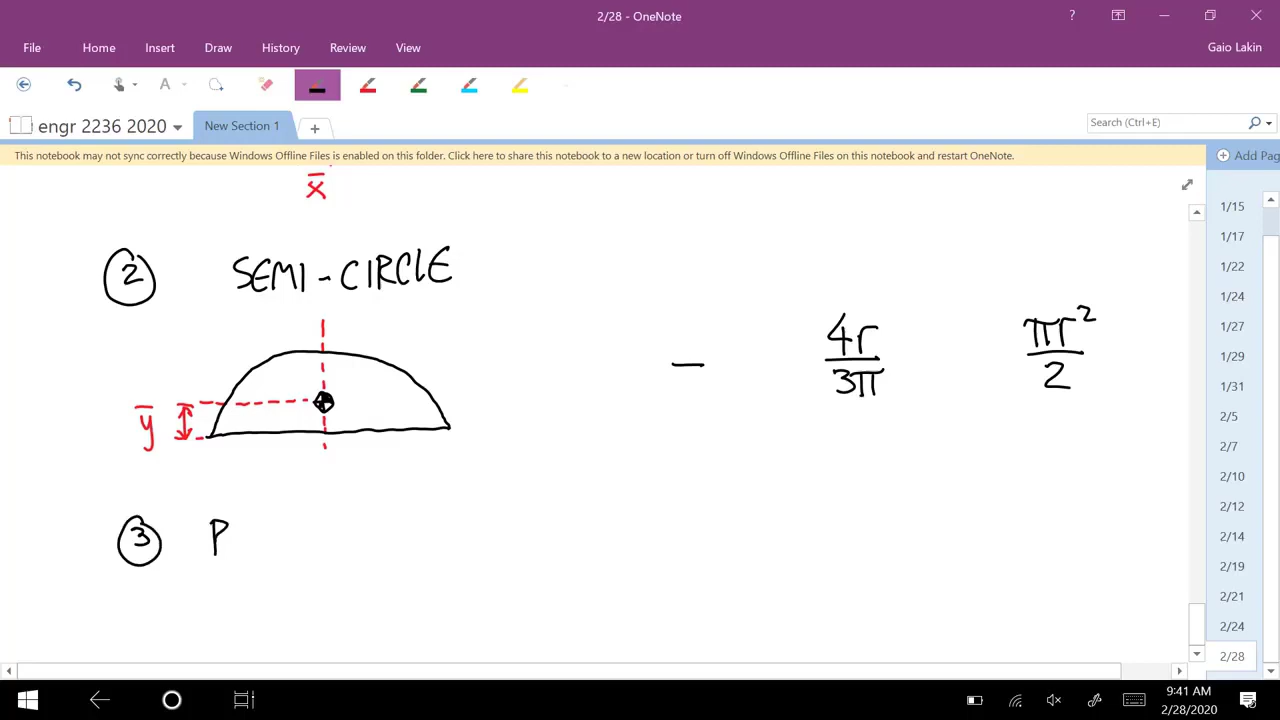 2/28 - OneNote
?
File Home Insert Draw History Review View
Gaio Lakin
A
engr 2236 2020
New Section 1
+
Search (Ctrl+E)
This notebook may not sync correctly because Windows Offline Files is enabled on this folder. Click here to share this notebook to a new location or turn off Windows Offline Files on this notebook and restart OneNote.
Add Pag
x̄
2 SEMI-CIRCLE
— 4r/3π πr²/2
ȳ
3 P
1/15
1/17
1/22
1/24
1/27
1/29
1/31
2/5
2/7
2/10
2/12
2/14
2/19
2/21
2/24
2/28
9:41 AM
2/28/2020